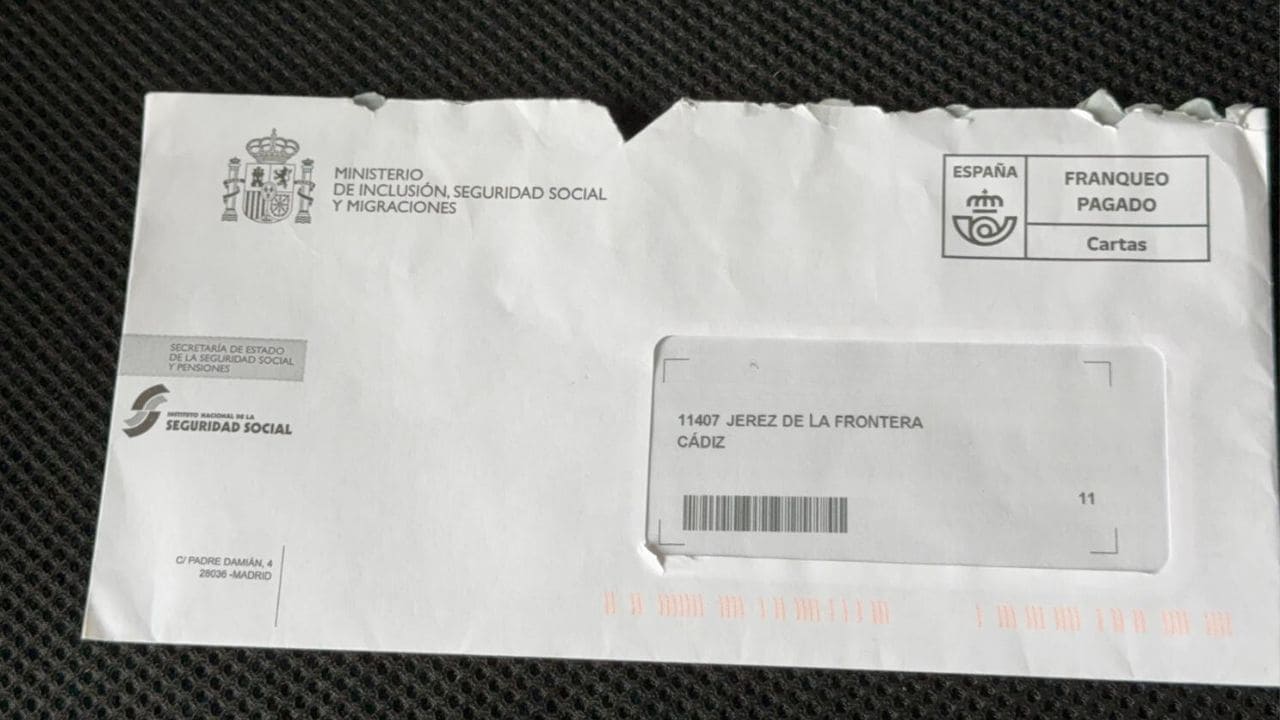 MINISTERIO
DE INCLUSIÓN, SEGURIDAD SOCIAL
Y MIGRACIONES
ESPAÑA
FRANQUEO
PAGADO
Cartas
SECRETARÍA DE ESTADO
DE LA SEGURIDAD SOCIAL
Y PENSIONES
INSTITUTO NACIONAL DE LA
SEGURIDAD SOCIAL
11407 JEREZ DE LA FRONTERA
CÁDIZ
11
C/ PADRE DAMIÁN, 4
28036 -MADRID